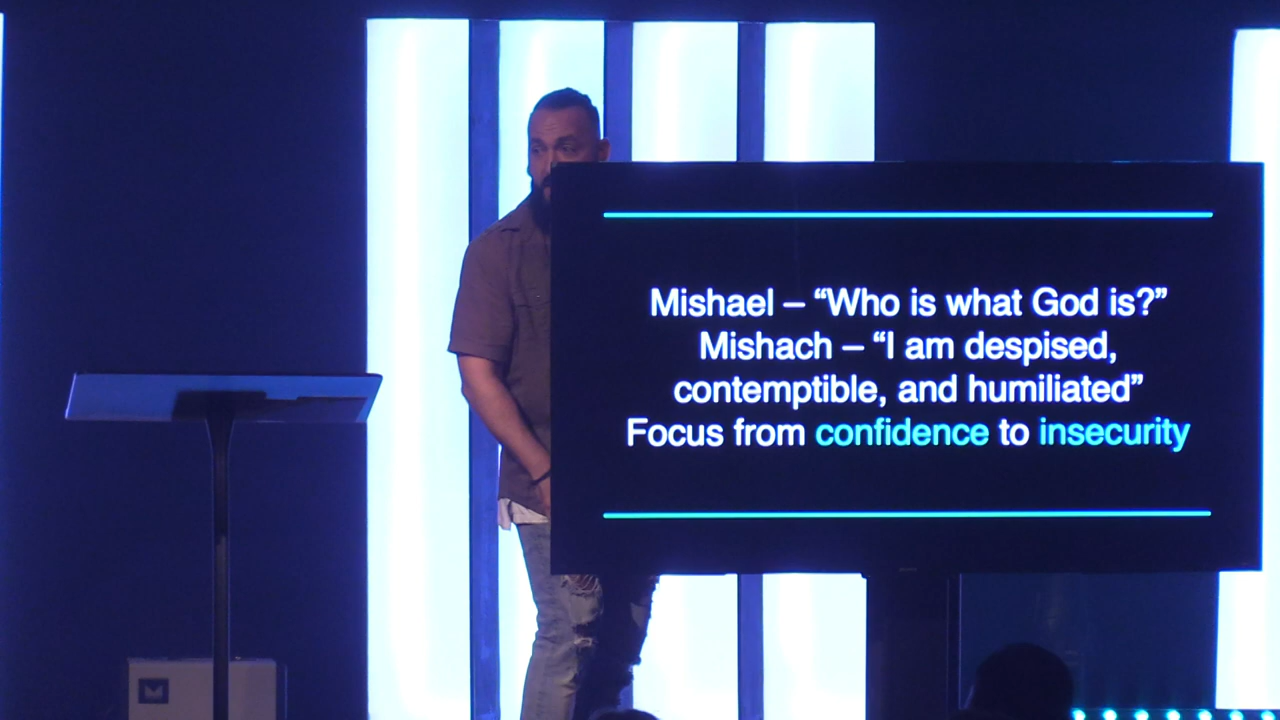 Mishael – “Who is what God is?”
Mishach – “I am despised,
contemptible, and humiliated”
Focus from confidence to insecurity